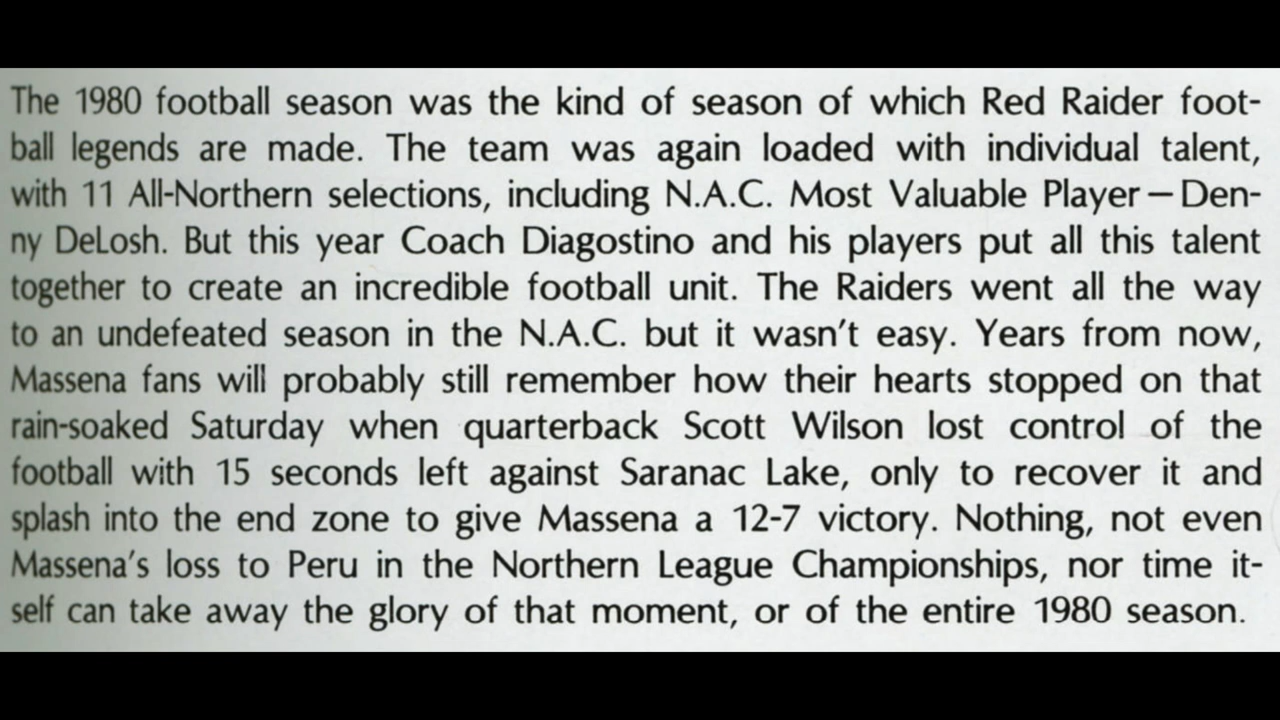 The 1980 football season was the kind of season of which Red Raider foot-
ball legends are made. The team was again loaded with individual talent,
with 11 All-Northern selections, including N.A.C. Most Valuable Player—Den-
ny DeLosh. But this year Coach Diagostino and his players put all this talent
together to create an incredible football unit. The Raiders went all the way
to an undefeated season in the N.A.C. but it wasn't easy. Years from now,
Massena fans will probably still remember how their hearts stopped on that
rain-soaked Saturday when quarterback Scott Wilson lost control of the
football with 15 seconds left against Saranac Lake, only to recover it and
splash into the end zone to give Massena a 12-7 victory. Nothing, not even
Massena's loss to Peru in the Northern League Championships, nor time it-
self can take away the glory of that moment, or of the entire 1980 season.